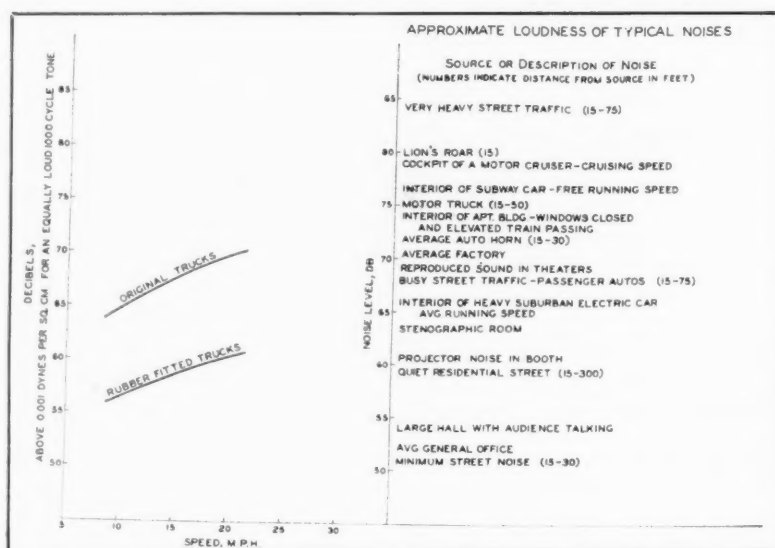 APPROXIMATE LOUDNESS OF TYPICAL NOISES
DECIBELS,
ABOVE 0.001 DYNES PER SQ. CM FOR AN EQUALLY LOUD 1000 CYCLE TONE
85
80
75
70
65
60
55
50
ORIGINAL TRUCKS
RUBBER FITTED TRUCKS
5
10
15
20
25
30
SPEED, M.P.H.
NOISE LEVEL, DB
85
80
75
70
65
60
50
SOURCE OR DESCRIPTION OF NOISE
(NUMBERS INDICATE DISTANCE FROM SOURCE IN FEET)
VERY HEAVY STREET TRAFFIC (15-75)
LION'S ROAR (15)
COCKPIT OF A MOTOR CRUISER-CRUISING SPEED
INTERIOR OF SUBWAY CAR-FREE RUNNING SPEED
MOTOR TRUCK (15-50)
INTERIOR OF APT. BLDG.-WINDOWS CLOSED
AND ELEVATED TRAIN PASSING
AVERAGE AUTO HORN (15-30)
AVERAGE FACTORY
REPRODUCED SOUND IN THEATERS
BUSY STREET TRAFFIC-PASSENGER AUTOS (15-75)
INTERIOR OF HEAVY SUBURBAN ELECTRIC CAR
AVG RUNNING SPEED
STENOGRAPHIC ROOM
PROJECTOR NOISE IN BOOTH
QUIET RESIDENTIAL STREET (15-300)
LARGE HALL WITH AUDIENCE TALKING
AVG GENERAL OFFICE
MINIMUM STREET NOISE (15-30)